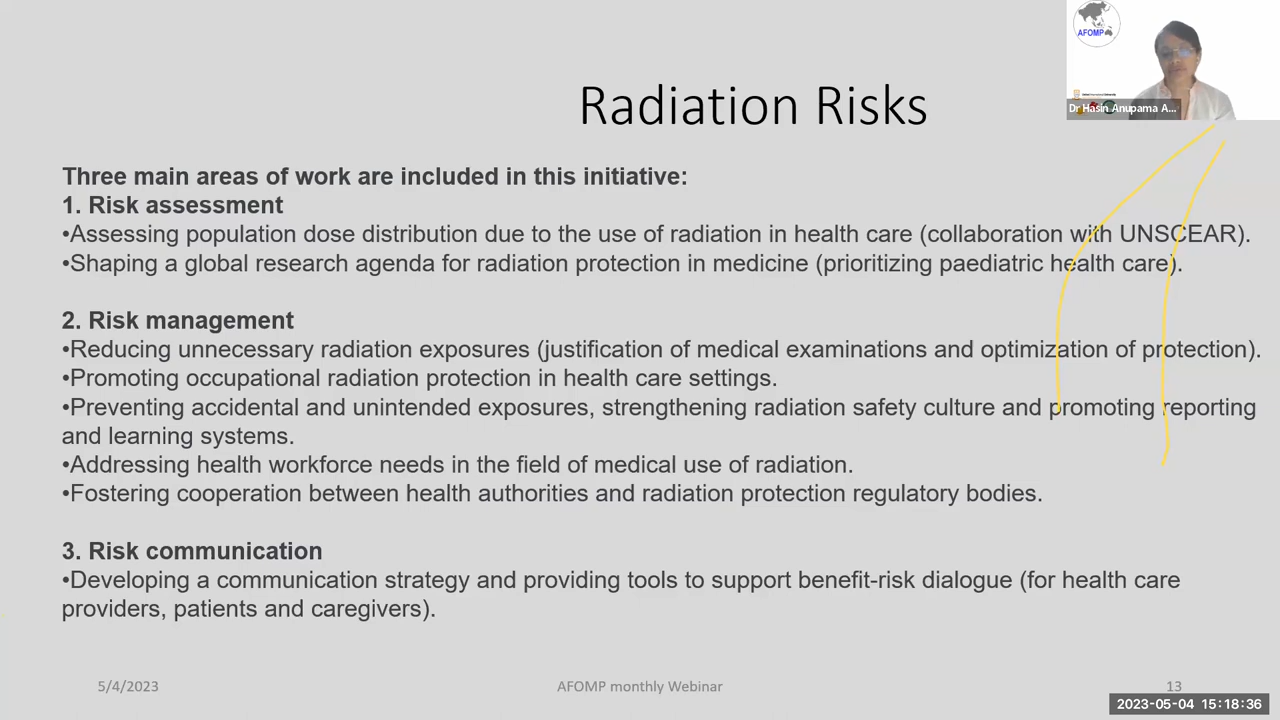 AFOMP
Dr Hasin Anupama A...
Radiation Risks
Three main areas of work are included in this initiative:
1. Risk assessment
•Assessing population dose distribution due to the use of radiation in health care (collaboration with UNSCEAR).
•Shaping a global research agenda for radiation protection in medicine (prioritizing paediatric health care).
2. Risk management
•Reducing unnecessary radiation exposures (justification of medical examinations and optimization of protection).
•Promoting occupational radiation protection in health care settings.
•Preventing accidental and unintended exposures, strengthening radiation safety culture and promoting reporting
and learning systems.
•Addressing health workforce needs in the field of medical use of radiation.
•Fostering cooperation between health authorities and radiation protection regulatory bodies.
3. Risk communication
•Developing a communication strategy and providing tools to support benefit-risk dialogue (for health care
providers, patients and caregivers).
5/4/2023
AFOMP monthly Webinar
13
2023-05-04 15:18:36